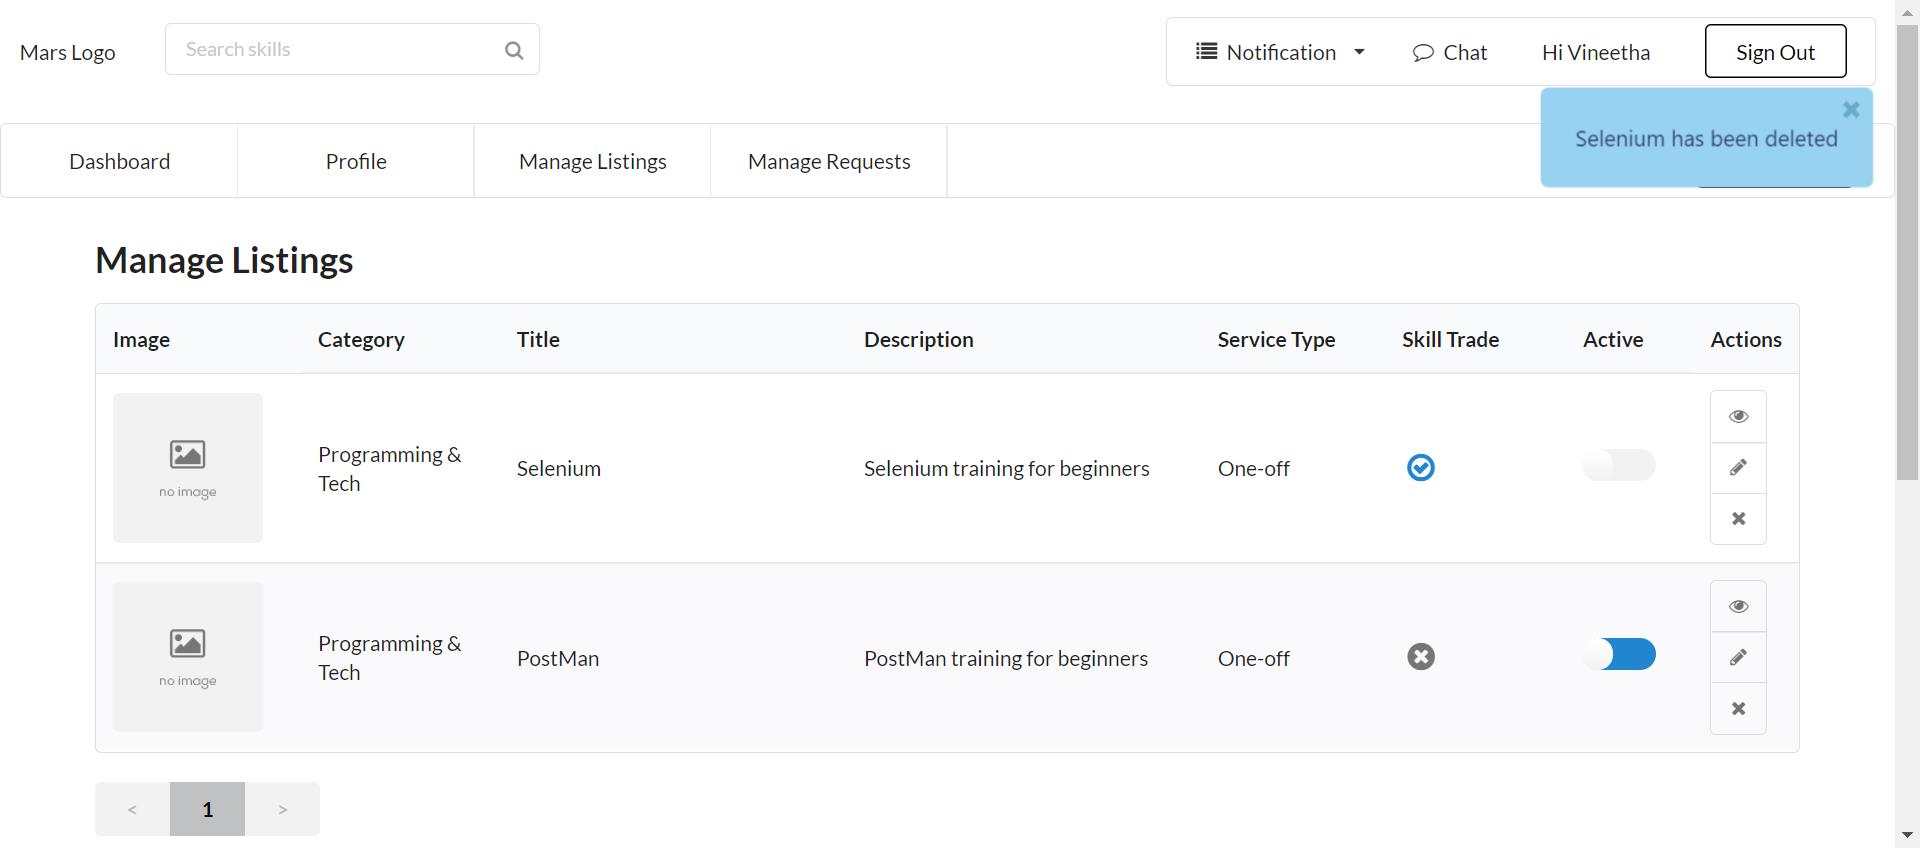 Mars Logo
Search skills
Notification
Chat
Hi Vineetha
Sign Out
Selenium has been deleted
Dashboard
Profile
Manage Listings
Manage Requests
Manage Listings
Image Category Title Description Service Type Skill Trade Active Actions
no image
Programming &
Tech
Selenium
Selenium training for beginners
One-off
no image
Programming &
Tech
PostMan
PostMan training for beginners
One-off
< 1 >